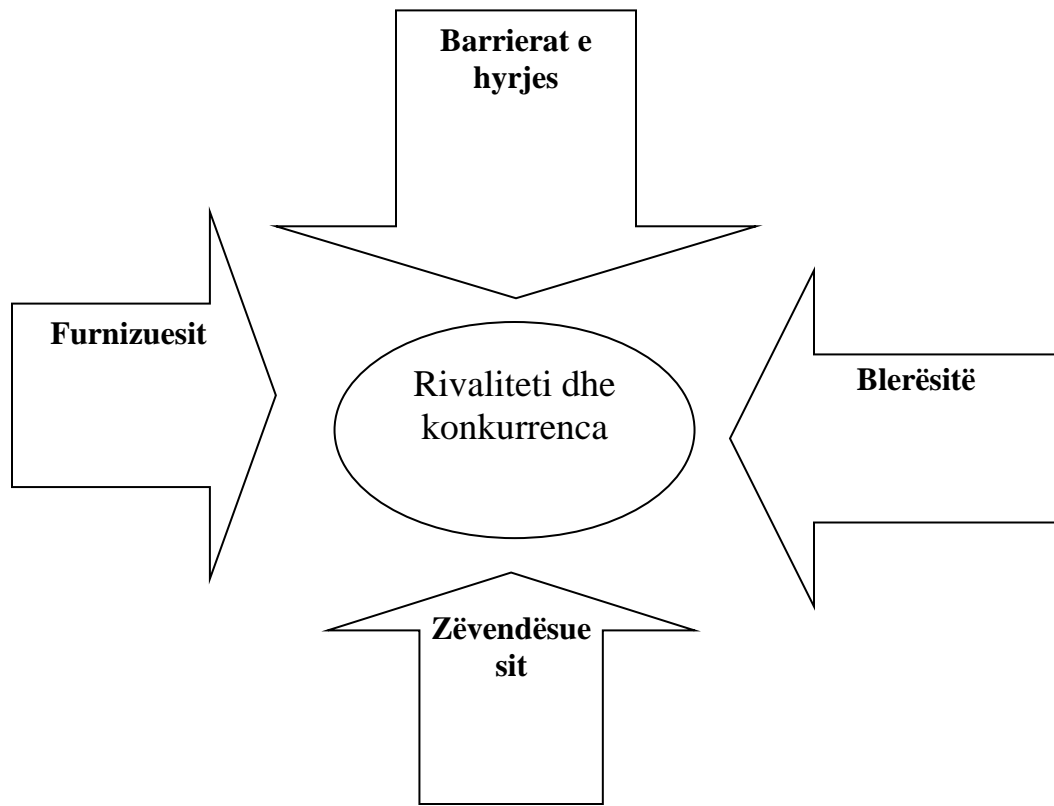 Barrierat e
hyrjes
Furnizuesit
Rivaliteti dhe
konkurrenca
Blerësitë
Zëvendësue
sit